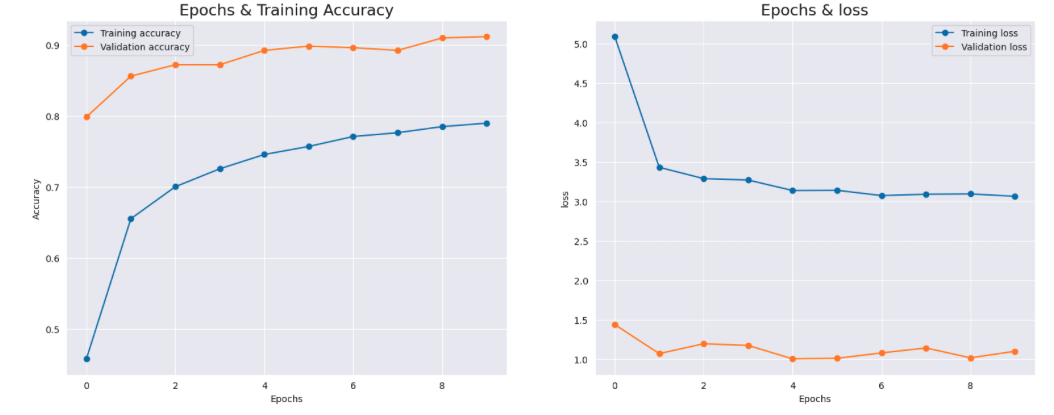 Epochs & Training Accuracy
Training accuracy
Validation accuracy
0.9
0.8
0.7
0.6
0.5
Accuracy
0 2 4 6 8
Epochs
Epochs & loss
Training loss
Validation loss
5.0
4.5
4.0
3.5
3.0
2.5
2.0
1.5
1.0
loss
0 2 4 6 8
Epochs